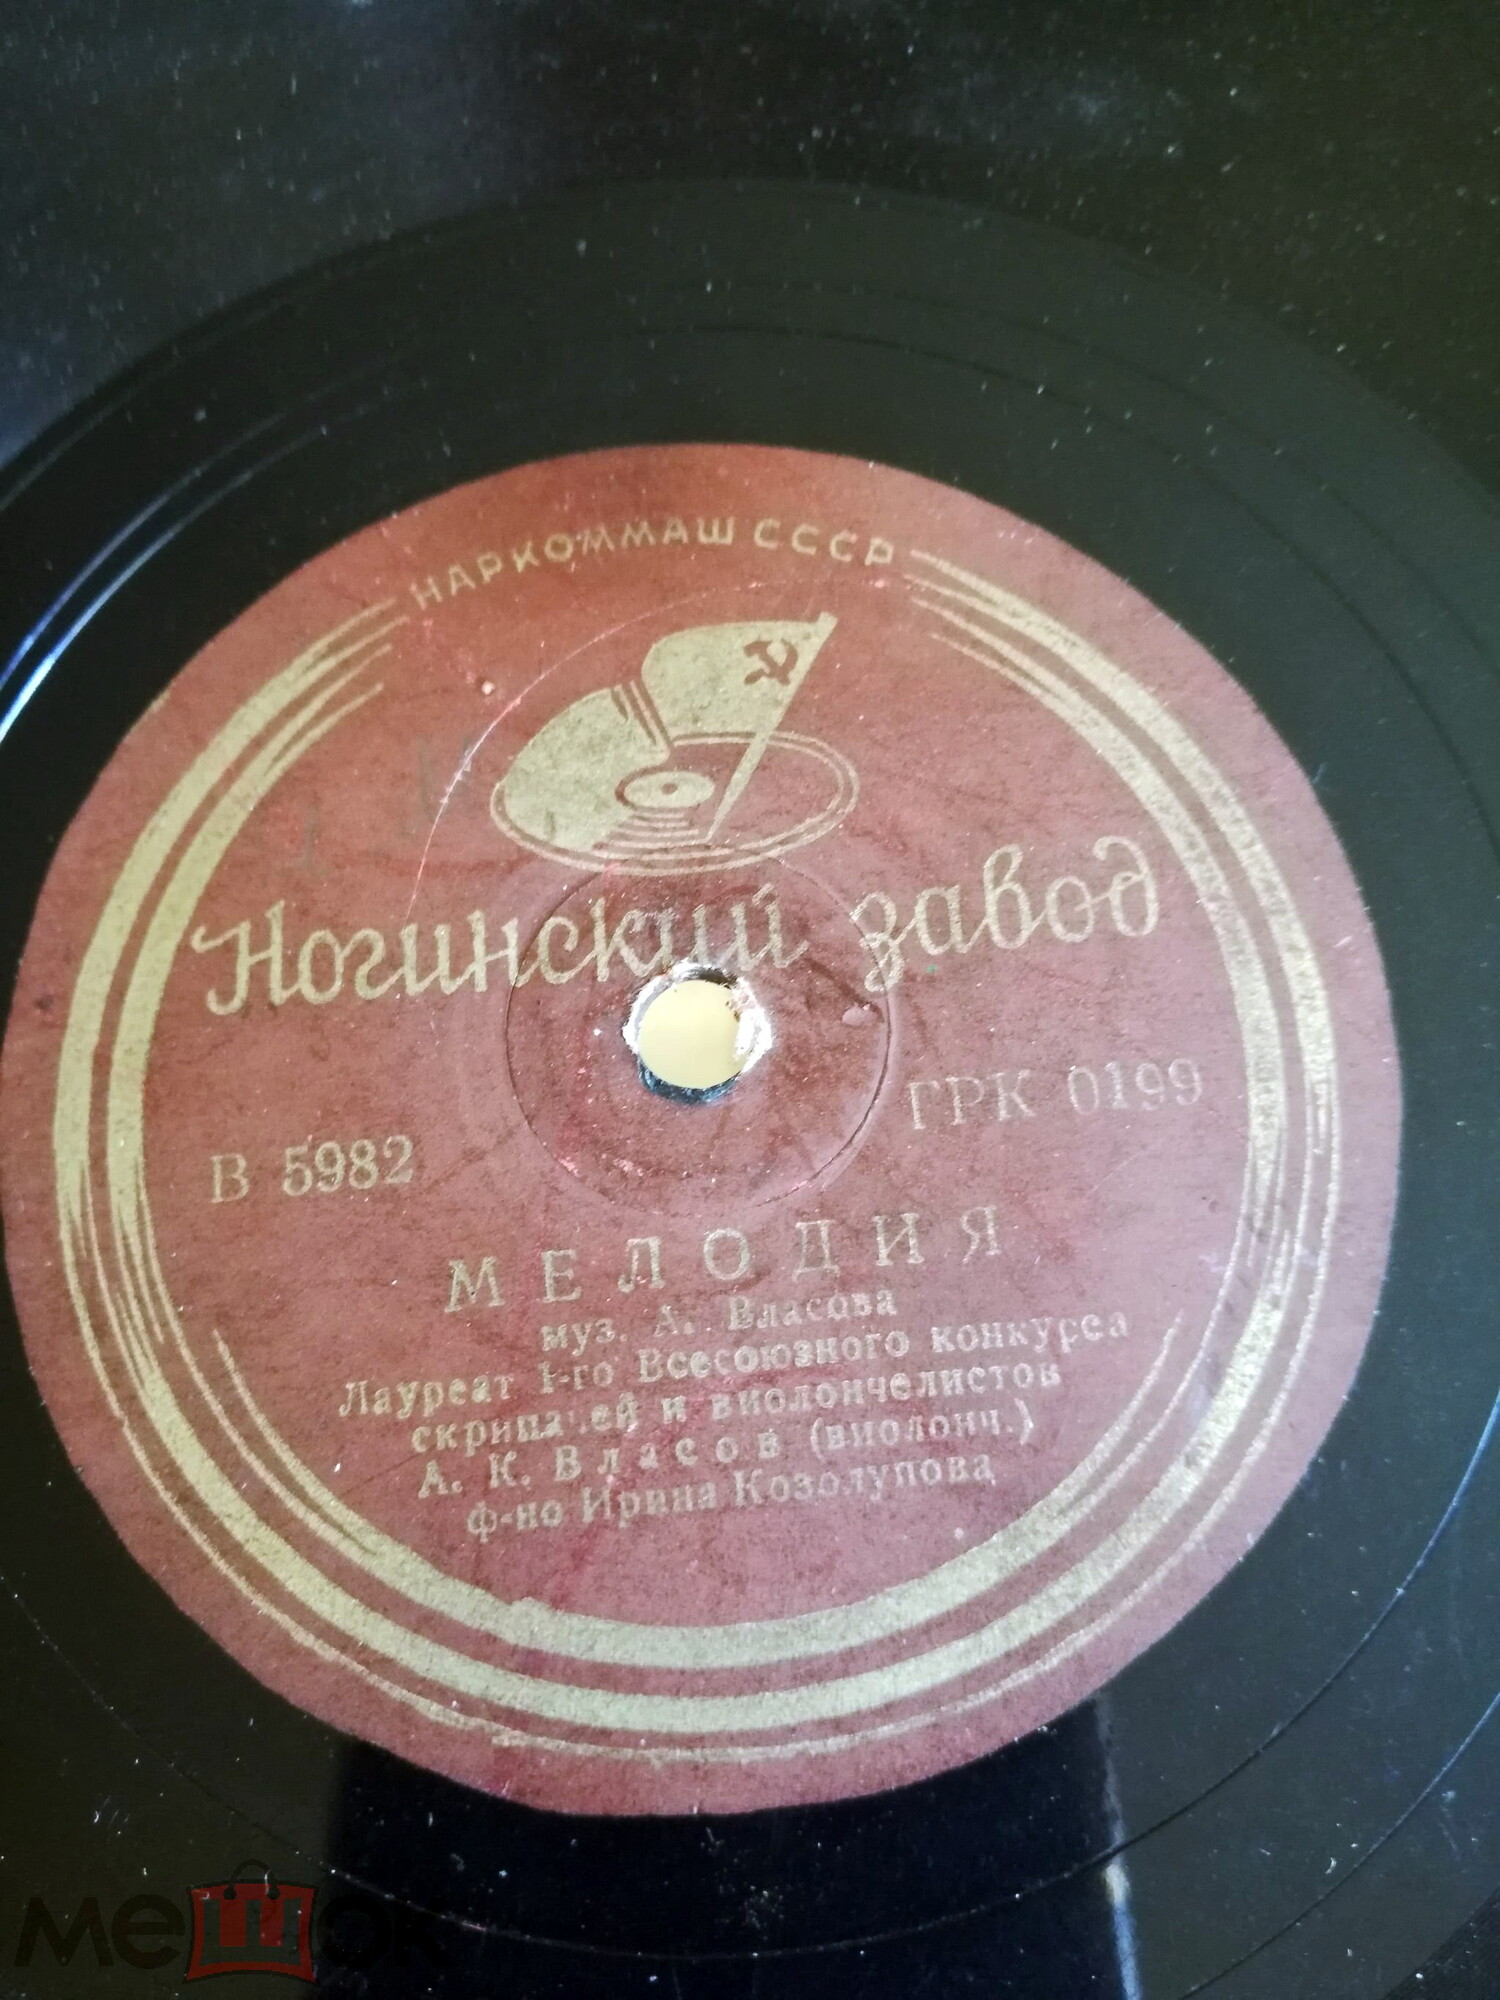 НАРКОММАШ СССР
Ногинский завод
В 5982
ГРК 0199
МЕЛОДИЯ
муз. А. Власова
Лауреат 1-го Всесоюзного конкурса
скрипачей и виолончелистов
А. К. Власов (виолонч.)
ф-но Ирина Козолупова
мешок